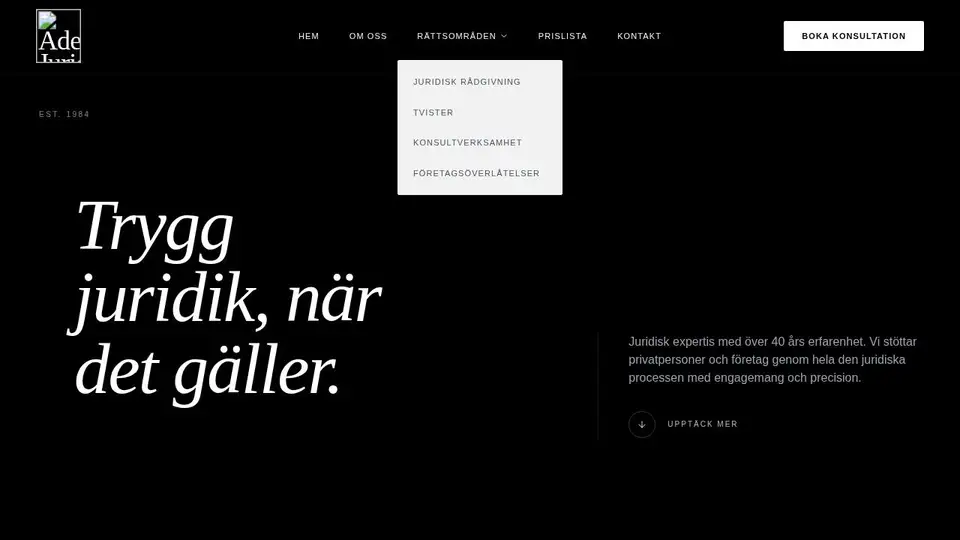 Ade
HEM
OM OSS
RÄTTSOMRÅDEN
PRISLISTA
KONTAKT
BOKA KONSULTATION
JURIDISK RÅDGIVNING
TVISTER
KONSULTVERKSAMHET
FÖRETAGSÖVERLÅTELSER
EST. 1984
Trygg
juridik, när
det gäller.
Juridisk expertis med över 40 års erfarenhet. Vi stöttar
privatpersoner och företag genom hela den juridiska
processen med engagemang och precision.
UPPTÄCK MER